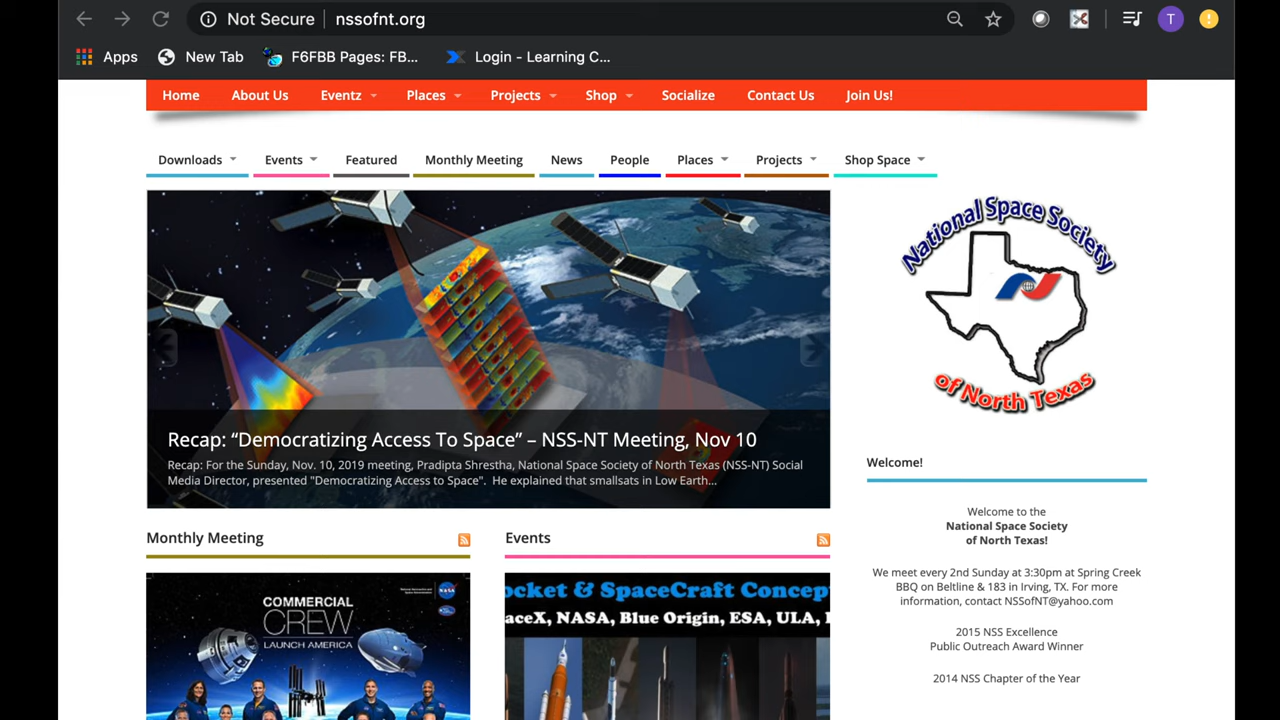 Not Secure nssofnt.org T
Apps New Tab F6FBB Pages: FB... Login - Learning C...
Home About Us Eventz Places Projects Shop Socialize Contact Us Join Us!
Downloads Events Featured Monthly Meeting News People Places Projects Shop Space
National Space Society
of North Texas
Recap: “Democratizing Access To Space” – NSS-NT Meeting, Nov 10
Recap: For the Sunday, Nov. 10, 2019 meeting, Pradipta Shrestha, National Space Society of North Texas (NSS-NT) Social
Media Director, presented "Democratizing Access to Space". He explained that smallsats in Low Earth...
Welcome!
Welcome to the
National Space Society
of North Texas!
We meet every 2nd Sunday at 3:30pm at Spring Creek
BBQ on Beltline & 183 in Irving, TX. For more
information, contact NSSofNT@yahoo.com
2015 NSS Excellence
Public Outreach Award Winner
2014 NSS Chapter of the Year
Monthly Meeting
COMMERCIAL
CREW
LAUNCH AMERICA
NASA
Events
ocket & SpaceCraft Concep
aceX, NASA, Blue Origin, ESA, ULA,